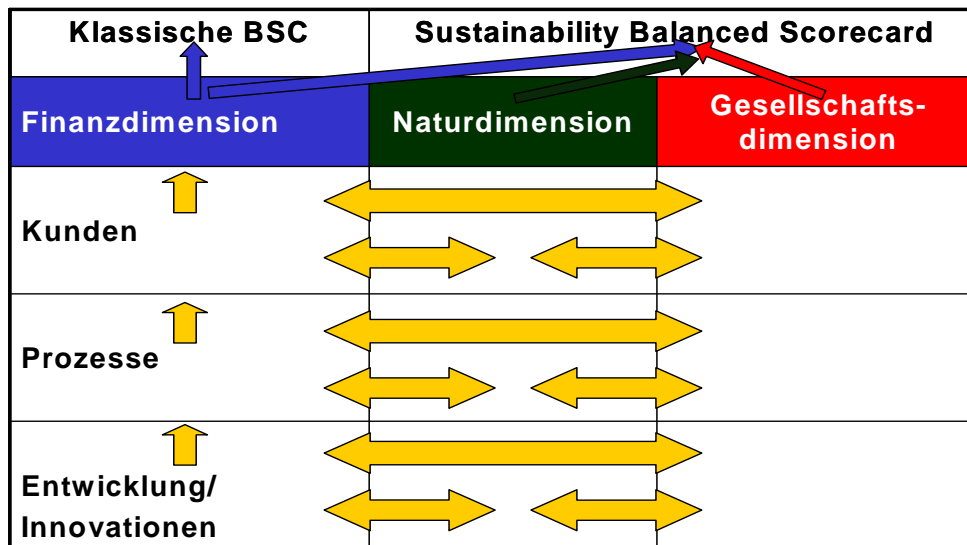 Klassische BSC
Sustainability Balanced Scorecard
Finanzdimension
Naturdimension
Gesellschafts-
dimension
Kunden
Prozesse
Entwicklung/
Innovationen